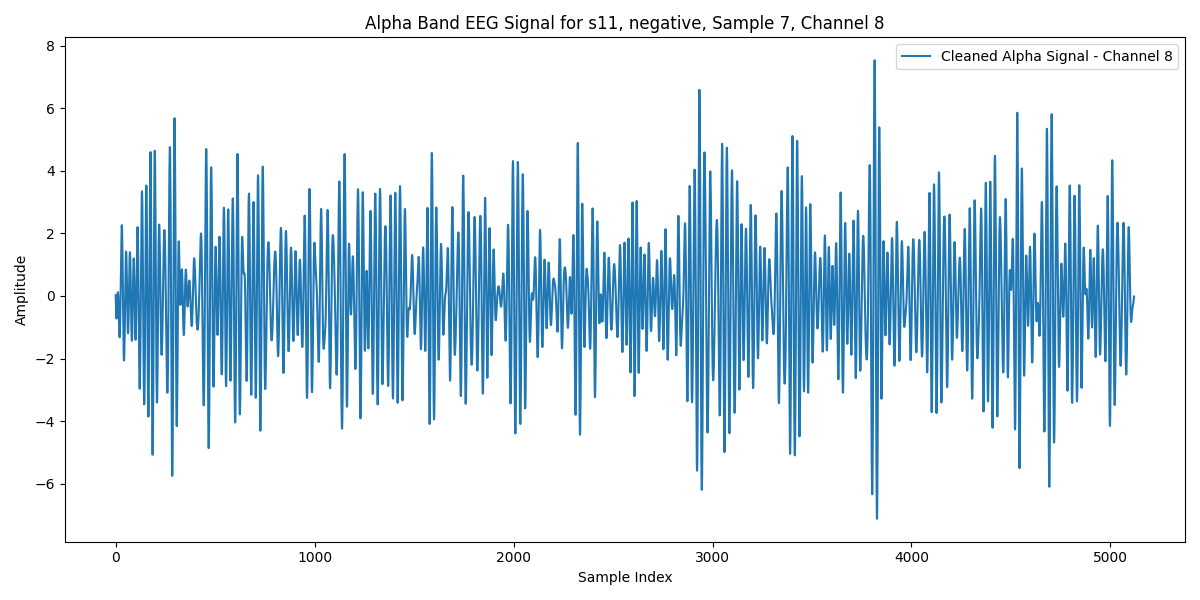 Alpha Band EEG Signal for s11, negative, Sample 7, Channel 8
Cleaned Alpha Signal - Channel 8
Amplitude
8
6
4
2
0
−2
−4
−6
0 1000 2000 3000 4000 5000
Sample Index